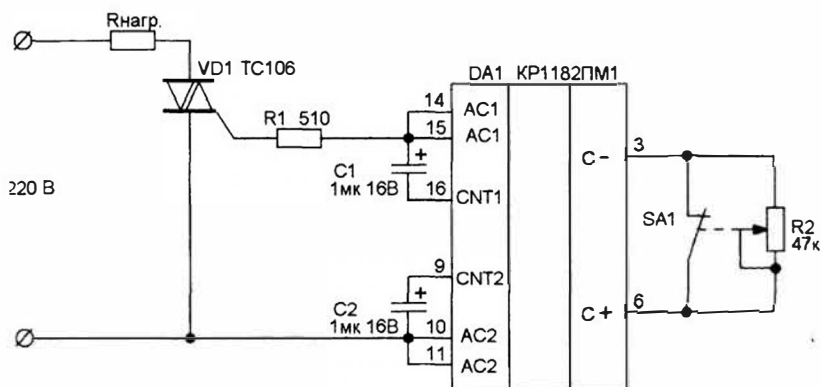 Rнагр.
VD1 ТС106
DA1 КР1182ПМ1
14
AC1
R1 510
15
AC1
C1
1мк 16В
+
16
CNT1
C-
3
220 В
SA1
R2
47к
9
CNT2
C2
1мк 16В
+
10
AC2
11
AC2
C+
6